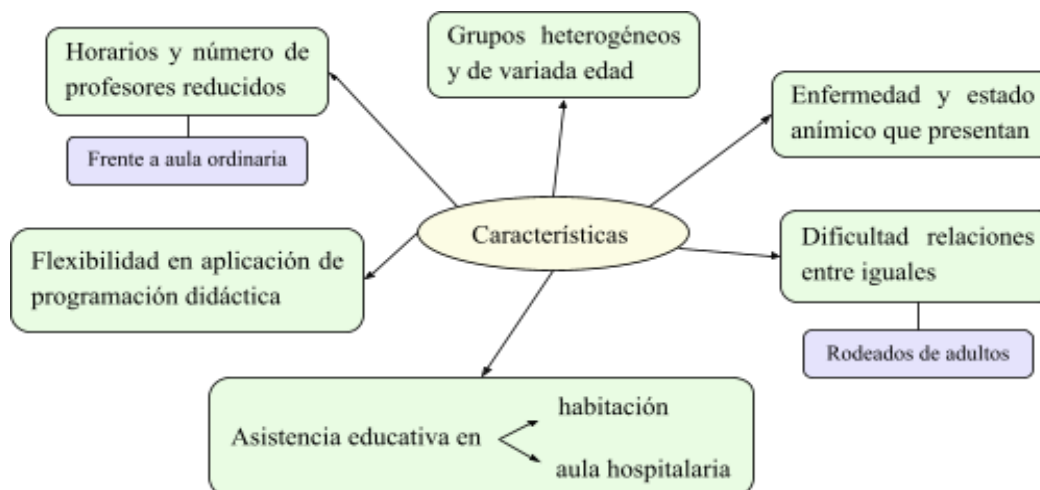 Horarios y número de
profesores reducidos
Frente a aula ordinaria
Grupos heterogéneos
y de variada edad
Enfermedad y estado
anímico que presentan
Características
Flexibilidad en aplicación de
programación didáctica
Dificultad relaciones
entre iguales
Rodeados de adultos
Asistencia educativa en
habitación
aula hospitalaria